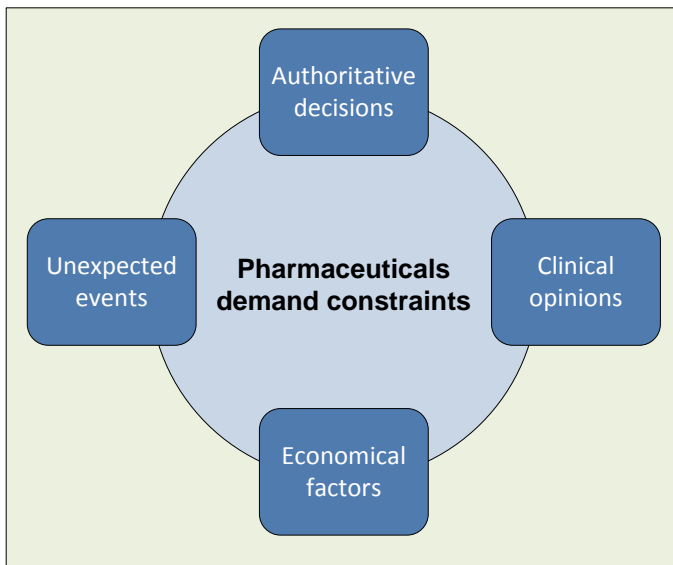 Authoritative
decisions
Unexpected
events
Pharmaceuticals
demand constraints
Clinical
opinions
Economical
factors